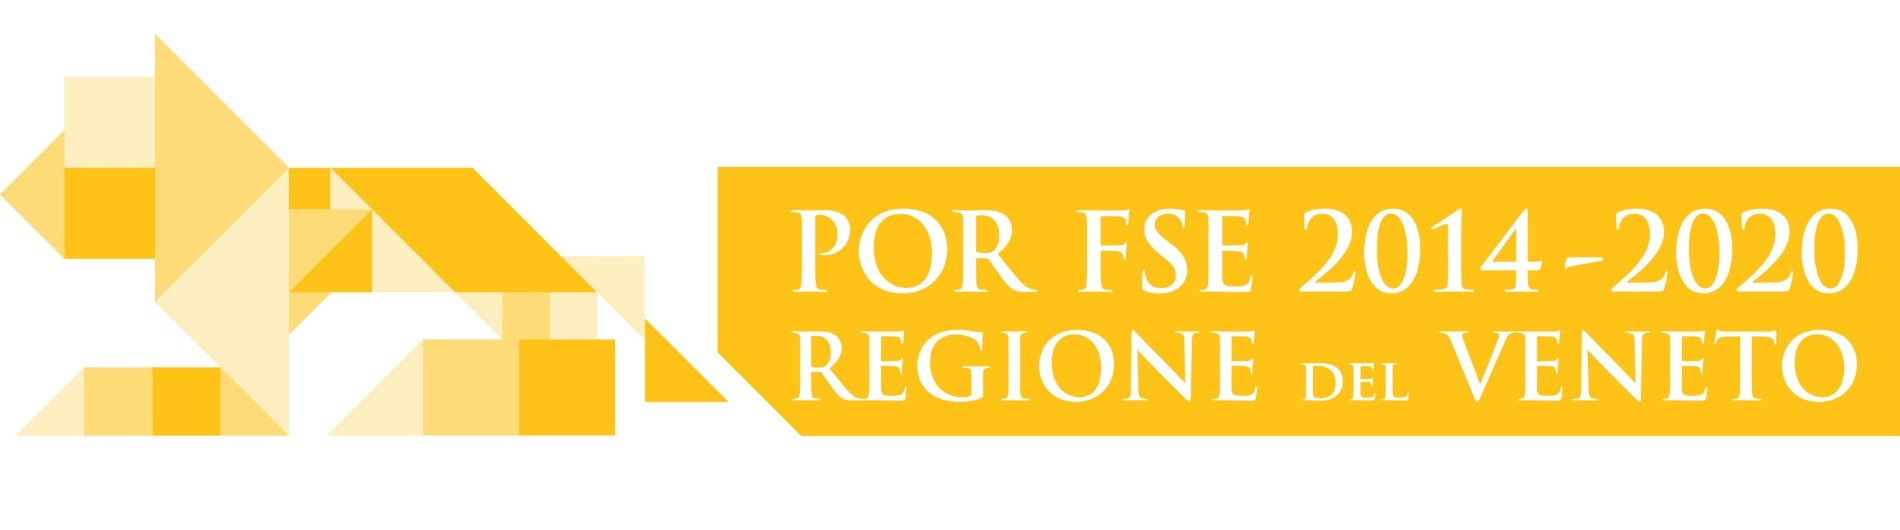 POR FSE 2014-2020
REGIONE DEL VENETO